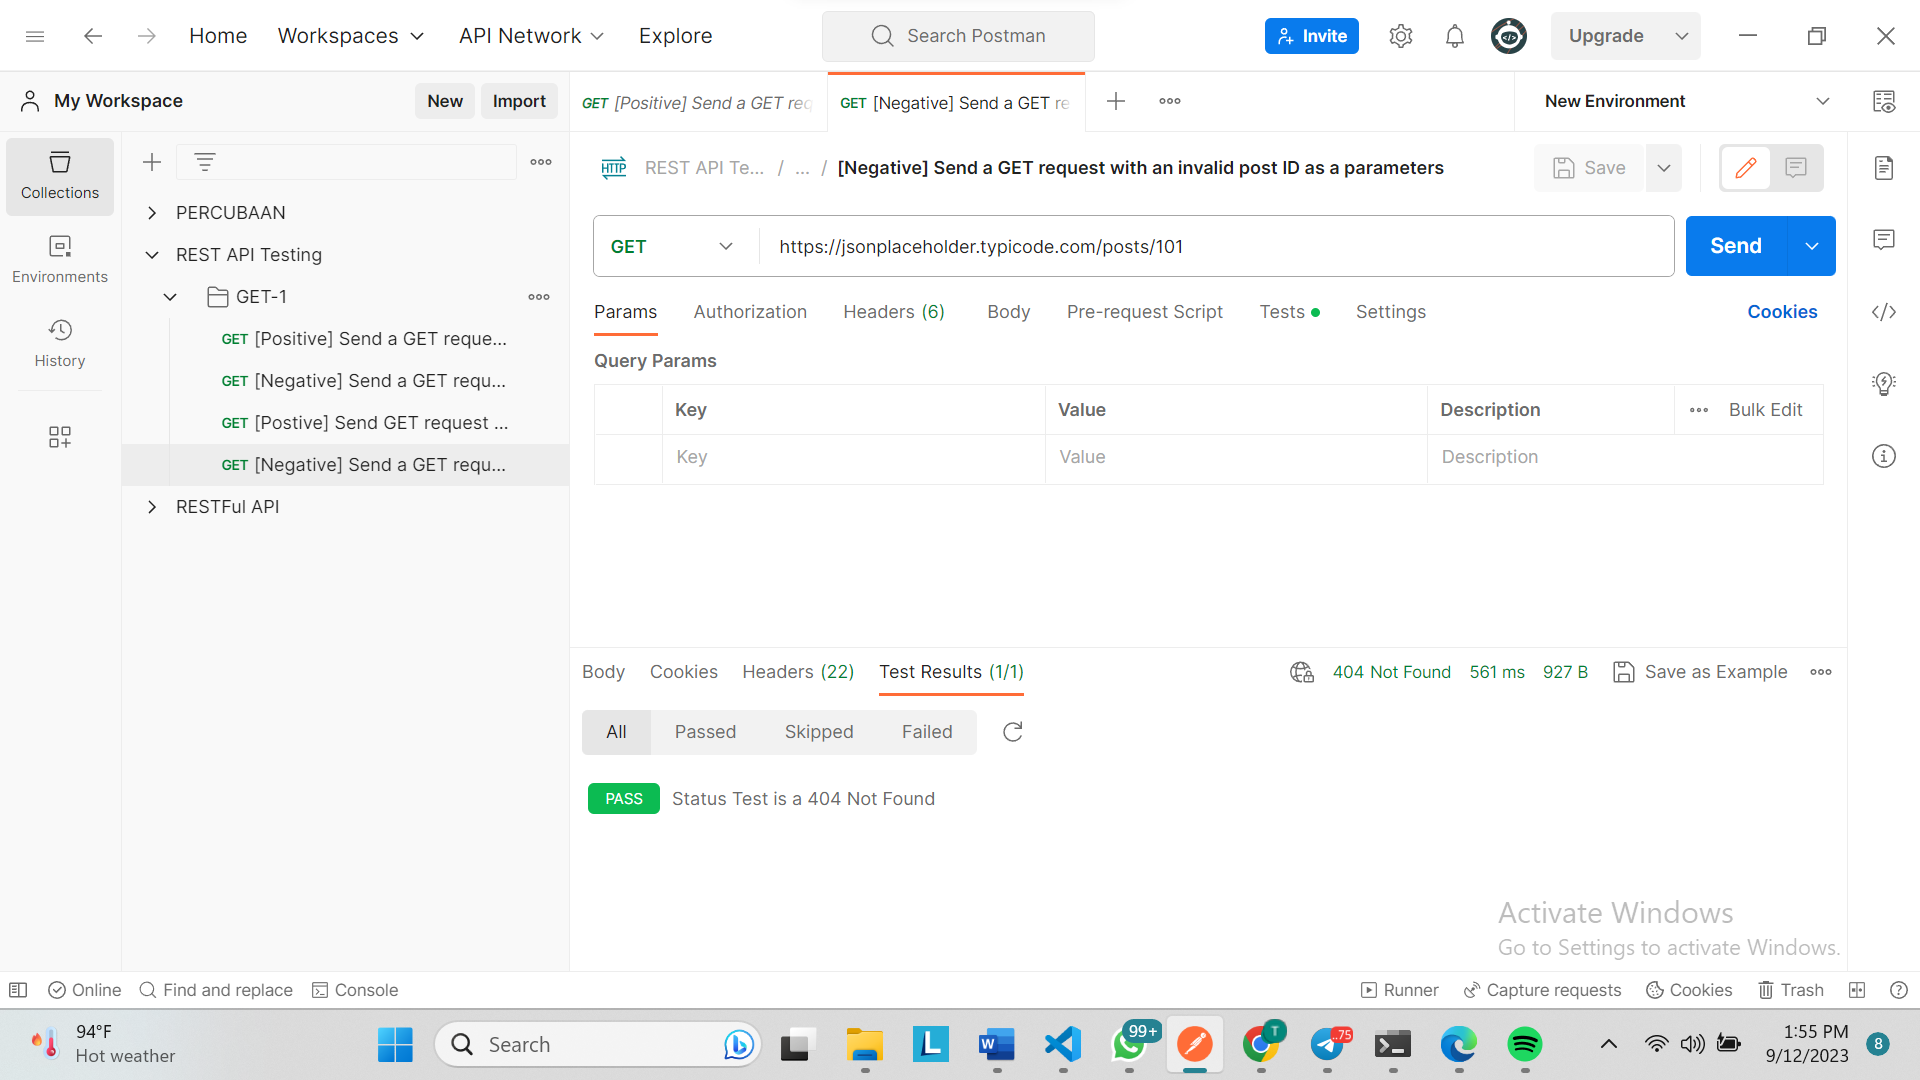 Home Workspaces API Network Explore Search Postman Invite Upgrade
My Workspace New Import GET [Positive] Send a GET req GET [Negative] Send a GET re New Environment
Collections
Environments
History
PERCUBAAN
REST API Testing
GET-1
GET [Positive] Send a GET reque...
GET [Negative] Send a GET requ...
GET [Postive] Send GET request ...
GET [Negative] Send a GET requ...
RESTFul API
HTTP REST API Te... / ... / [Negative] Send a GET request with an invalid post ID as a parameters Save
GET https://jsonplaceholder.typicode.com/posts/101 Send
Params Authorization Headers (6) Body Pre-request Script Tests Settings Cookies
Query Params
Key Value Description Bulk Edit
Key Value Description
Body Cookies Headers (22) Test Results (1/1) 404 Not Found 561 ms 927 B Save as Example
All Passed Skipped Failed
PASS Status Test is a 404 Not Found
Activate Windows
Go to Settings to activate Windows.
Online Find and replace Console Runner Capture requests Cookies Trash
94°F
Hot weather
Search
99+
T
..75
1:55 PM
9/12/2023
8